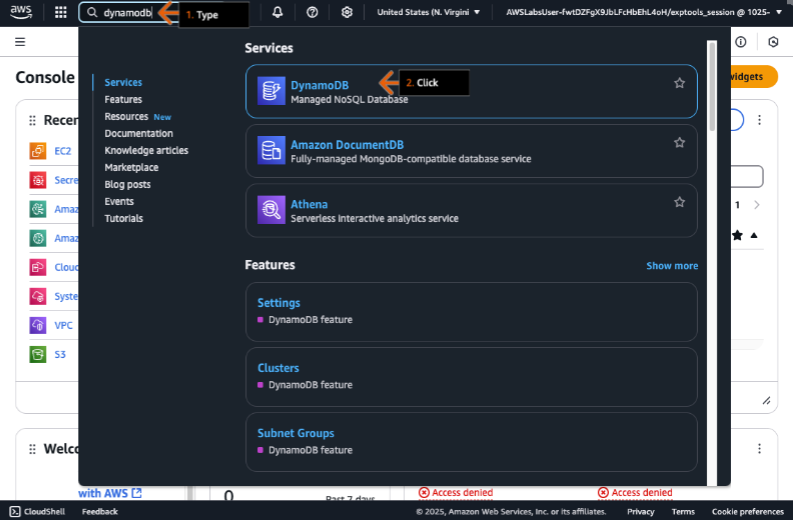 aws
dynamodb
1. Type
United States (N. Virgini
AWSLabsUser-fwtDZFgX9JbLFcHbEhL4oH/exptools_session @ 1025-
Console
widgets
Services
Services
Features
Resources New
Documentation
Knowledge articles
Marketplace
Blog posts
Events
Tutorials
DynamoDB
Managed NoSQL Database
2. Click
Amazon DocumentDB
Fully-managed MongoDB-compatible database service
Athena
Serverless interactive analytics service
Features
Show more
Settings
DynamoDB feature
Clusters
DynamoDB feature
Subnet Groups
DynamoDB feature
Recer
EC2
Secre
Amaz
Amaz
Cloud
Syste
VPC
S3
1
Welco
with AWS
0
Past 7 days
Access denied
Access denied
CloudShell
Feedback
© 2025, Amazon Web Services, Inc. or its affiliates.
Privacy
Terms
Cookie preferences